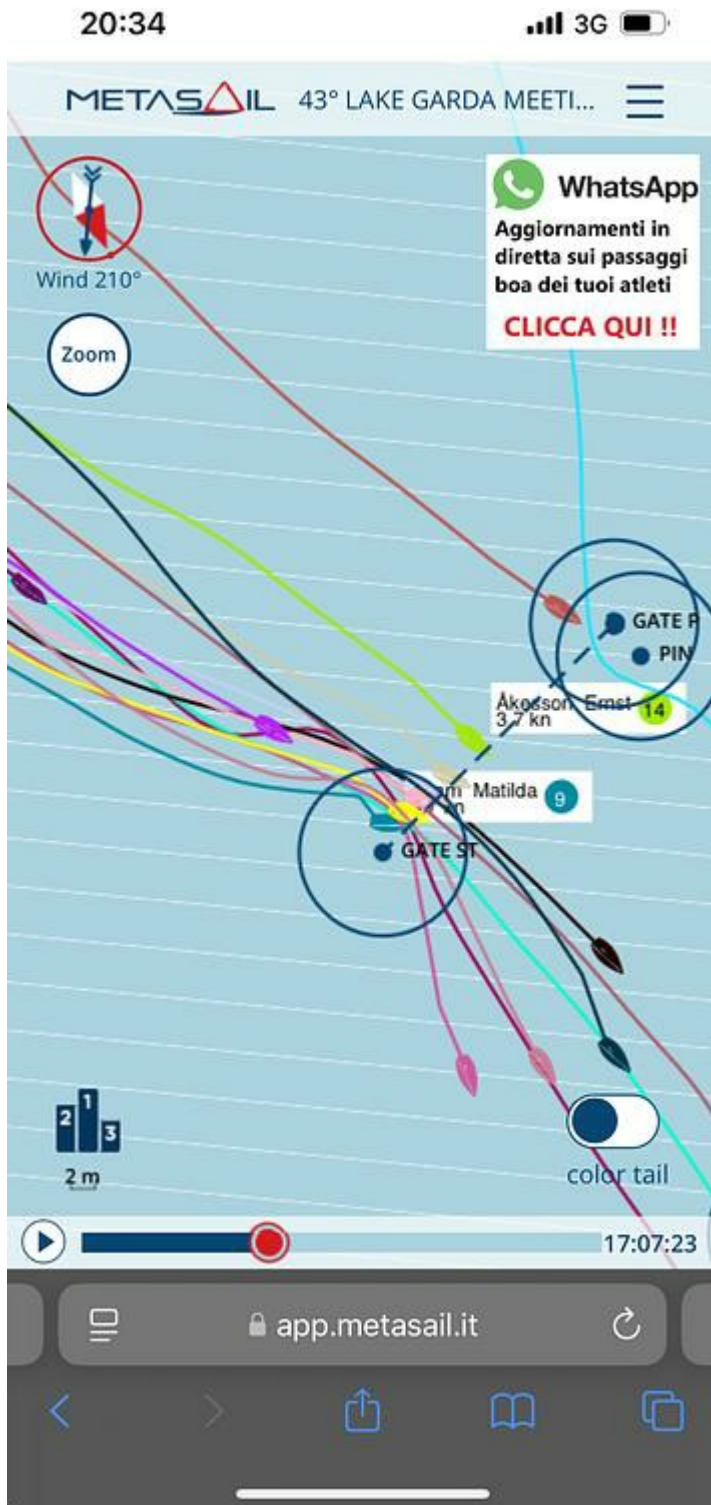 20:34
3G
METASAIL 43° LAKE GARDA MEETI...
WhatsApp
Aggiornamenti in
diretta sui passaggi
boa dei tuoi atleti
CLICCA QUI !!
Wind 210°
Zoom
GATE P
PIN
Åkesson Ernst 14
3.7 kn
Matilda 9
GATE ST
1
2
3
2 m
color tail
17:07:23
app.metasail.it